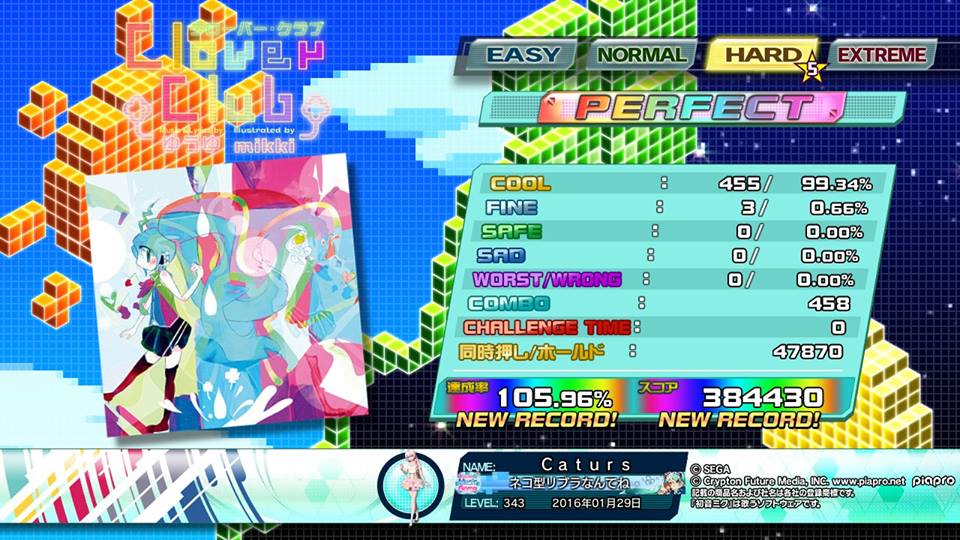 クローバー・クラブ
Clover
Club
Music & Lyrics by Illustrated by
ゆうゆ mikki
EASY NORMAL HARD 5 EXTREME
PERFECT
COOL : 455/ 99.34%
FINE : 3/ 0.66%
SAFE : 0/ 0.00%
SAD : 0/ 0.00%
WORST/WRONG : 0/ 0.00%
COMBO : 458
CHALLENGE TIME : 0
同時押し/ホールド : 47870
達成率 105.96% スコア 384430
NEW RECORD! NEW RECORD!
NAME: Caturs
ネコ型リブラなんてね
LEVEL: 343 2016年01月29日
© SEGA
© Crypton Future Media, INC. www.piapro.net piapro
記載の商品名および社名は各社の登録商標です。
「初音ミク」は歌うソフトウェアです。